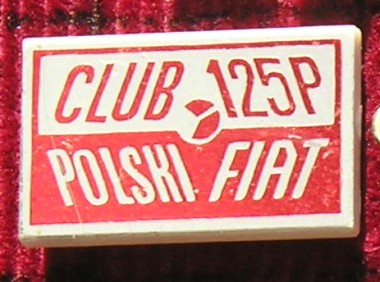 CLUB 125P
POLSKI FIAT